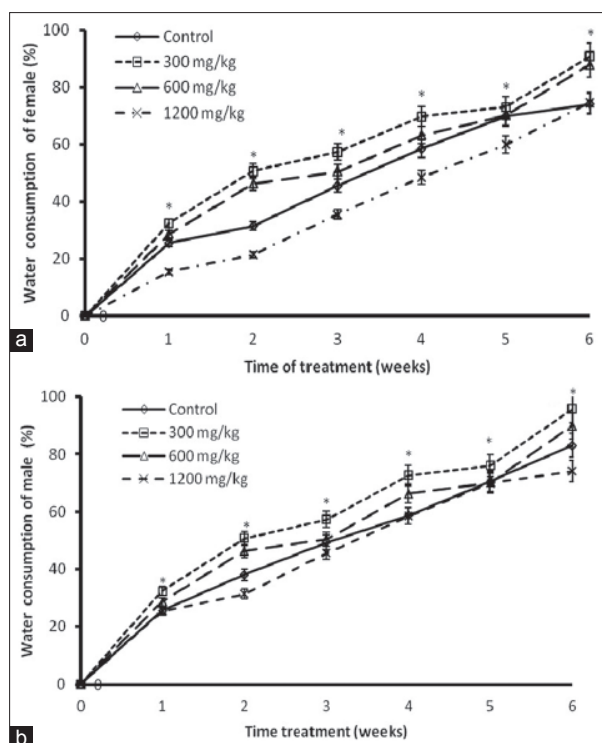 100
80
60
40
20
0
Water consumption of female (%)
Control
300 mg/kg
600 mg/kg
1200 mg/kg
* * * * * *
0
0 1 2 3 4 5 6
Time of treatment (weeks)
a
100
80
60
40
20
0
Water consumption of male (%)
Control
300 mg/kg
600 mg/kg
1200 mg/kg
* * * * * *
0
0 1 2 3 4 5 6
Time treatment (weeks)
b